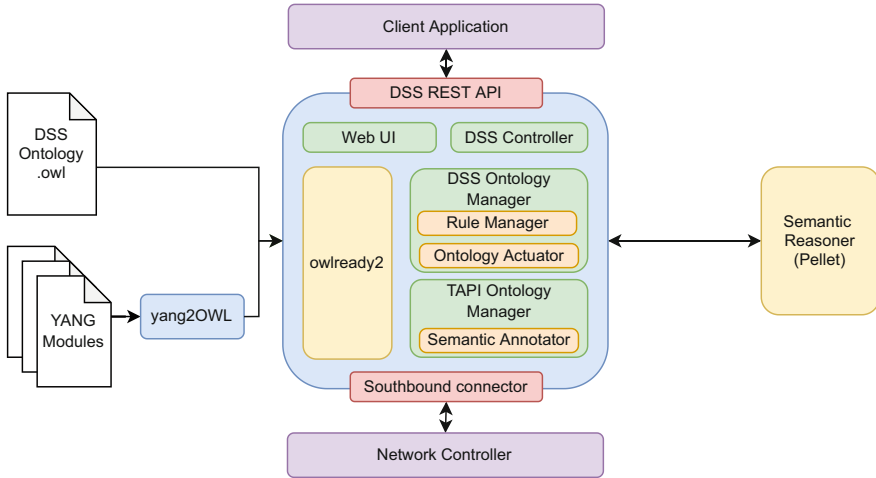 Client Application
DSS REST API
DSS
Ontology
.owl
Web UI
DSS Controller
owlready2
DSS Ontology
Manager
Rule Manager
Ontology Actuator
TAPI Ontology
Manager
Semantic Annotator
Semantic
Reasoner
(Pellet)
YANG
Modules
yang2OWL
Southbound connector
Network Controller